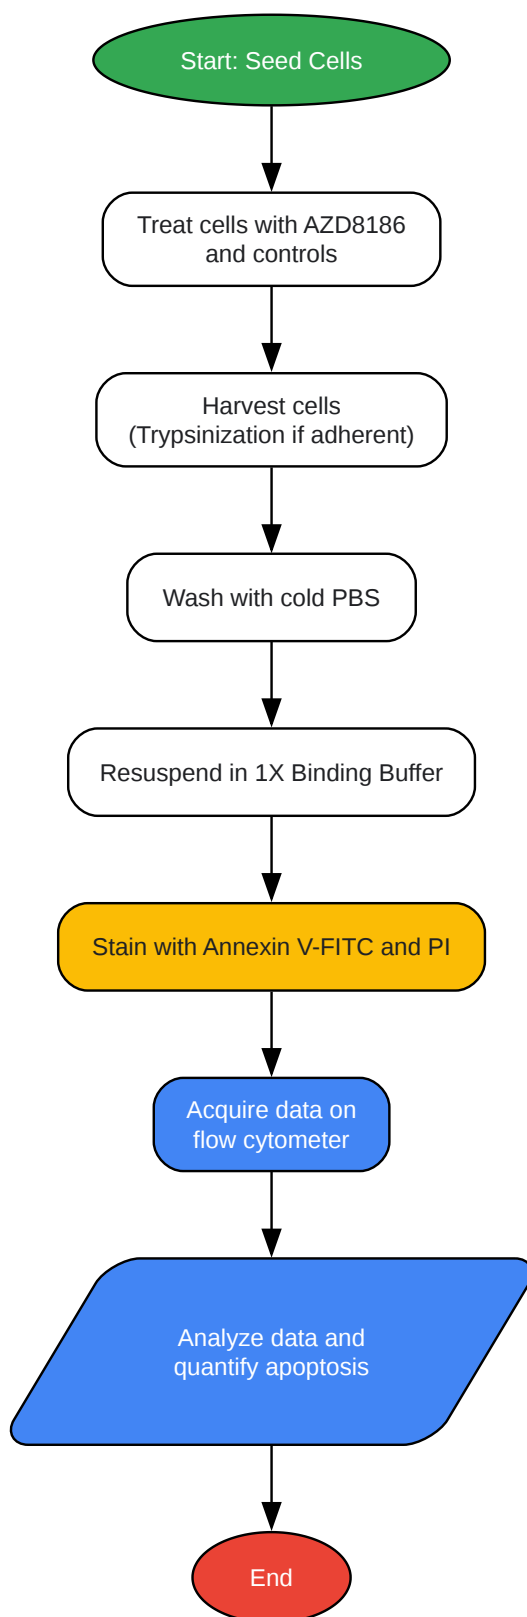 Start: Seed Cells
Treat cells with AZD8186
and controls
Harvest cells
(Trypsinization if adherent)
Wash with cold PBS
Resuspend in 1X Binding Buffer
Stain with Annexin V-FITC and PI
Acquire data on
flow cytometer
Analyze data and
quantify apoptosis
End